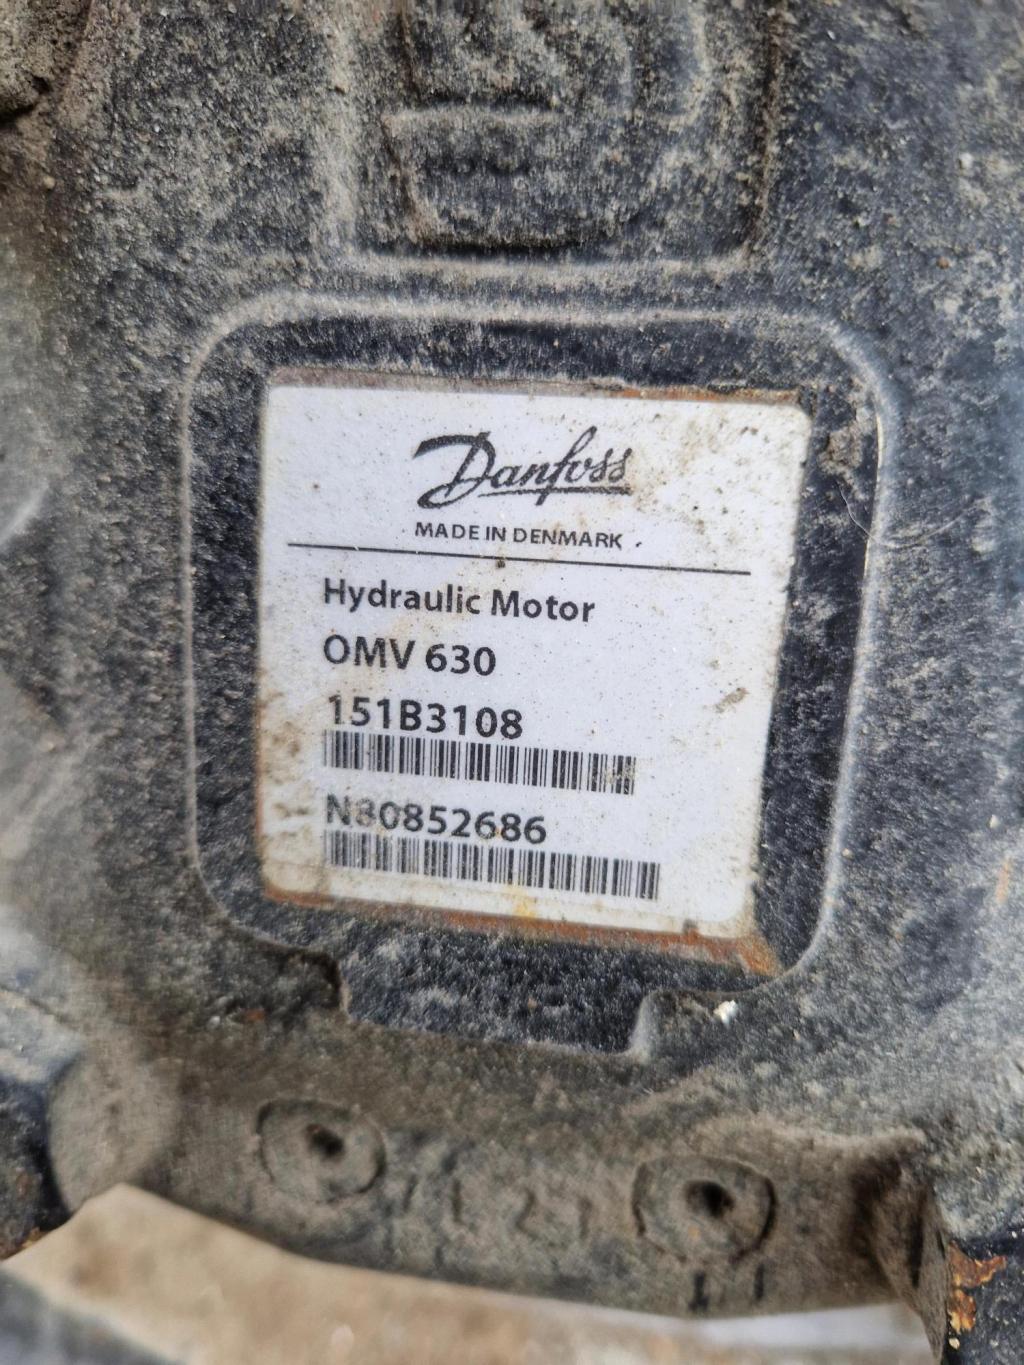 Danfoss
MADE IN DENMARK
Hydraulic Motor
OMV 630
151B3108
N80852686